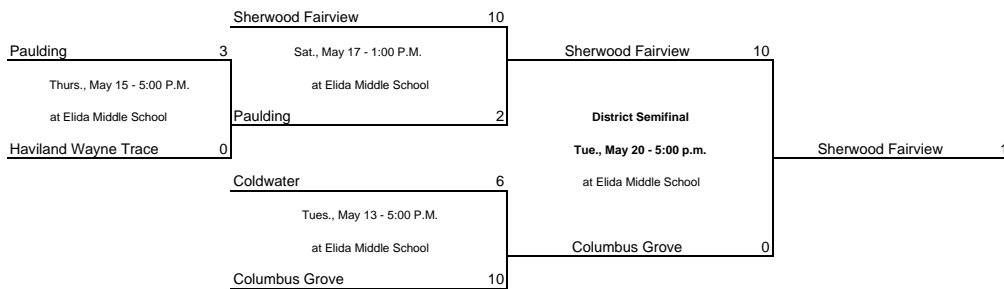 Sherwood Fairview 10
Paulding 3
Sat., May 17 - 1:00 P.M.
Sherwood Fairview 10
Thurs., May 15 - 5:00 P.M.
at Elida Middle School
at Elida Middle School
Paulding 2
District Semifinal
Haviland Wayne Trace 0
Tue., May 20 - 5:00 p.m.
Sherwood Fairview
Coldwater 6
at Elida Middle School
Tues., May 13 - 5:00 P.M.
at Elida Middle School
Columbus Grove 0
Columbus Grove 10